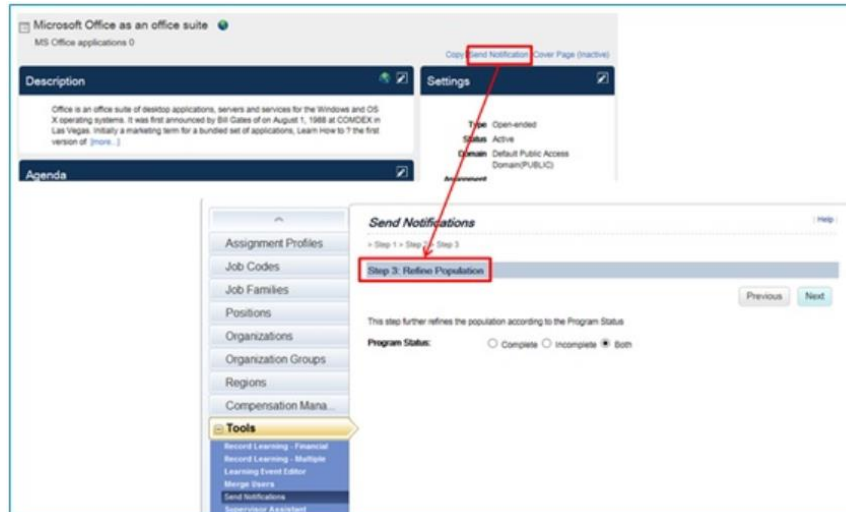 Microsoft Office as an office suite
MS Office applications 0
Copy Send Notification Cover Page (Inactive)
Description
Settings
Office is an office suite of desktop applications, servers and services for the Windows and OS
X operating systems. It was first announced by Bill Gates of on August 1, 1988 at COMDEX in
Las Vegas. Initially a marketing term for a bundled set of applications, Learn How to ? the first
version of [more...]
Type Open-ended
Status Active
Domain Default Public Access
Domain(PUBLIC)
Assignment
Agenda
Send Notifications
Help
> Step 1 > Step 2 > Step 3
Step 3: Refine Population
Previous
Next
This step further refines the population according to the Program Status
Program Status:
Complete
Incomplete
Both
Assignment Profiles
Job Codes
Job Families
Positions
Organizations
Organization Groups
Regions
Compensation Mana...
Tools
Record Learning - Financial
Record Learning - Multiple
Learning Event Editor
Merge Users
Send Notifications
Supervisor Assistant